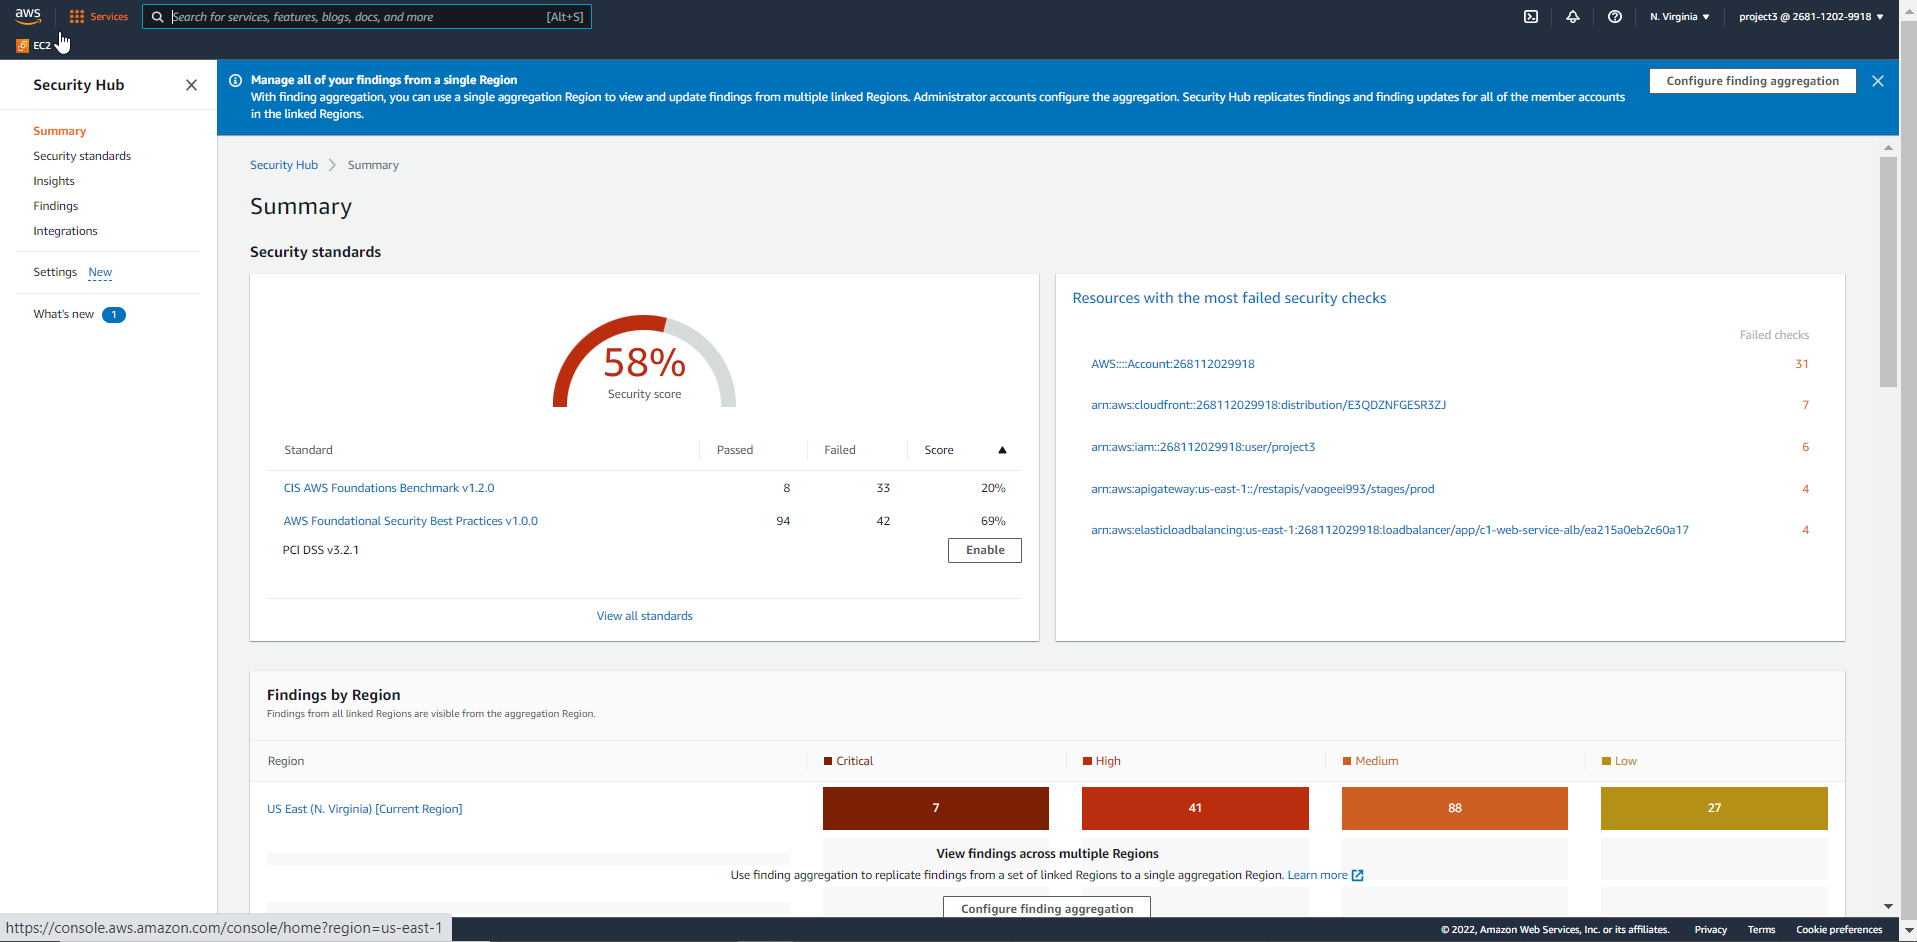 aws
Services
Search for services, features, blogs, docs, and more
[Alt+S]
N. Virginia
project3 @ 2681-1202-9918
EC2
Security Hub
Summary
Security standards
Insights
Findings
Integrations
Settings New
What's new 1
Manage all of your findings from a single Region
With finding aggregation, you can use a single aggregation Region to view and update findings from multiple linked Regions. Administrator accounts configure the aggregation. Security Hub replicates findings and finding updates for all of the member accounts
in the linked Regions.
Configure finding aggregation
Security Hub > Summary
Summary
Security standards
58%
Security score
Standard Passed Failed Score
CIS AWS Foundations Benchmark v1.2.0 8 33 20%
AWS Foundational Security Best Practices v1.0.0 94 42 69%
PCI DSS v3.2.1 Enable
View all standards
Resources with the most failed security checks
Failed checks
AWS::::Account:268112029918 31
arn:aws:cloudfront::268112029918:distribution/E3QDZNFGESR3ZJ 7
arn:aws:iam::268112029918:user/project3 6
arn:aws:apigateway:us-east-1::/restapis/vaogeei993/stages/prod 4
arn:aws:elasticloadbalancing:us-east-1:268112029918:loadbalancer/app/c1-web-service-alb/ea215a0eb2c60a17 4
Findings by Region
Findings from all linked Regions are visible from the aggregation Region.
Region Critical High Medium Low
US East (N. Virginia) [Current Region] 7 41 88 27
View findings across multiple Regions
Use finding aggregation to replicate findings from a set of linked Regions to a single aggregation Region. Learn more
Configure finding aggregation
https://console.aws.amazon.com/console/home?region=us-east-1
© 2022, Amazon Web Services, Inc. or its affiliates. Privacy Terms Cookie preferences